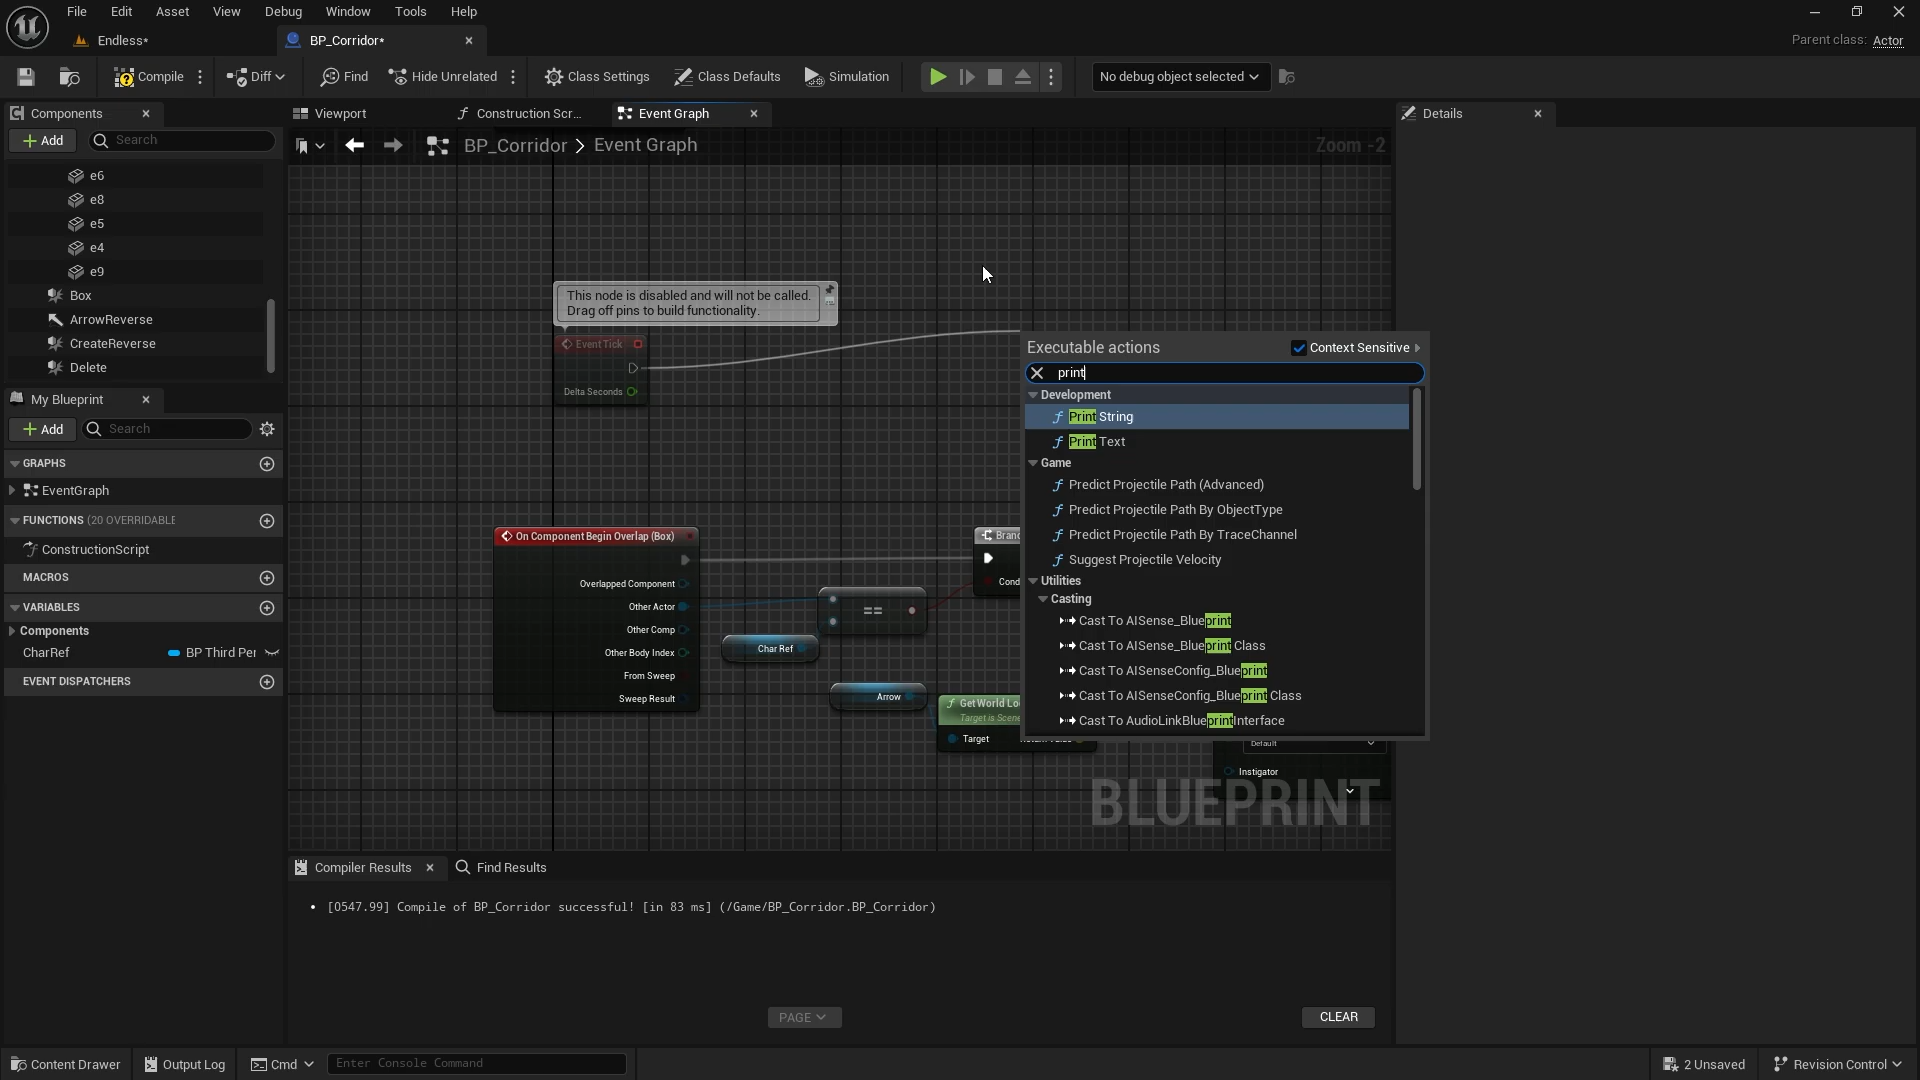 File Edit Asset View Debug Window Tools Help
Endless* BP_Corridor* Parent class: Actor
Compile Diff Find Hide Unrelated Class Settings Class Defaults Simulation No debug object selected
Components Viewport Construction Scr... Event Graph Details
Add Search BP_Corridor > Event Graph Zoom -2
e6
e8
e5
e4
e9
Box
ArrowReverse
CreateReverse
Delete
My Blueprint
Add Search
GRAPHS
EventGraph
FUNCTIONS (20 OVERRIDABLE
ConstructionScript
MACROS
VARIABLES
Components
CharRef BP Third Per
EVENT DISPATCHERS
This node is disabled and will not be called.
Drag off pins to build functionality.
Event Tick
Delta Seconds
On Component Begin Overlap (Box)
Overlapped Component
Other Actor
Other Comp
Other Body Index
From Sweep
Sweep Result
==
Char Ref
Arrow
Branc
Cond
Get World Lo
Target is Scene
Target
Executable actions Context Sensitive
print
Development
Print String
Print Text
Game
Predict Projectile Path (Advanced)
Predict Projectile Path By ObjectType
Predict Projectile Path By TraceChannel
Suggest Projectile Velocity
Utilities
Casting
Cast To AISense_Blueprint
Cast To AISense_Blueprint Class
Cast To AISenseConfig_Blueprint
Cast To AISenseConfig_Blueprint Class
Cast To AudioLinkBlueprintInterface
Default
Instigator
BLUEPRINT
Compiler Results Find Results
• [0547.99] Compile of BP_Corridor successful! [in 83 ms] (/Game/BP_Corridor.BP_Corridor)
PAGE CLEAR
Content Drawer Output Log Cmd Enter Console Command 2 Unsaved Revision Control